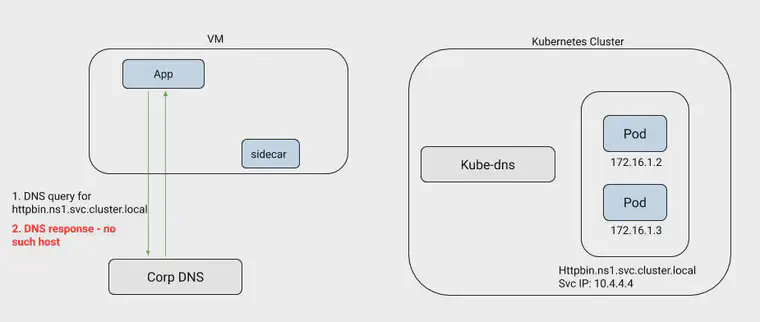 VM
App
sidecar
1. DNS query for
httpbin.ns1.svc.cluster.local
2. DNS response - no
such host
Corp DNS
Kubernetes Cluster
Kube-dns
Pod
172.16.1.2
Pod
172.16.1.3
Httpbin.ns1.svc.cluster.local
Svc IP: 10.4.4.4